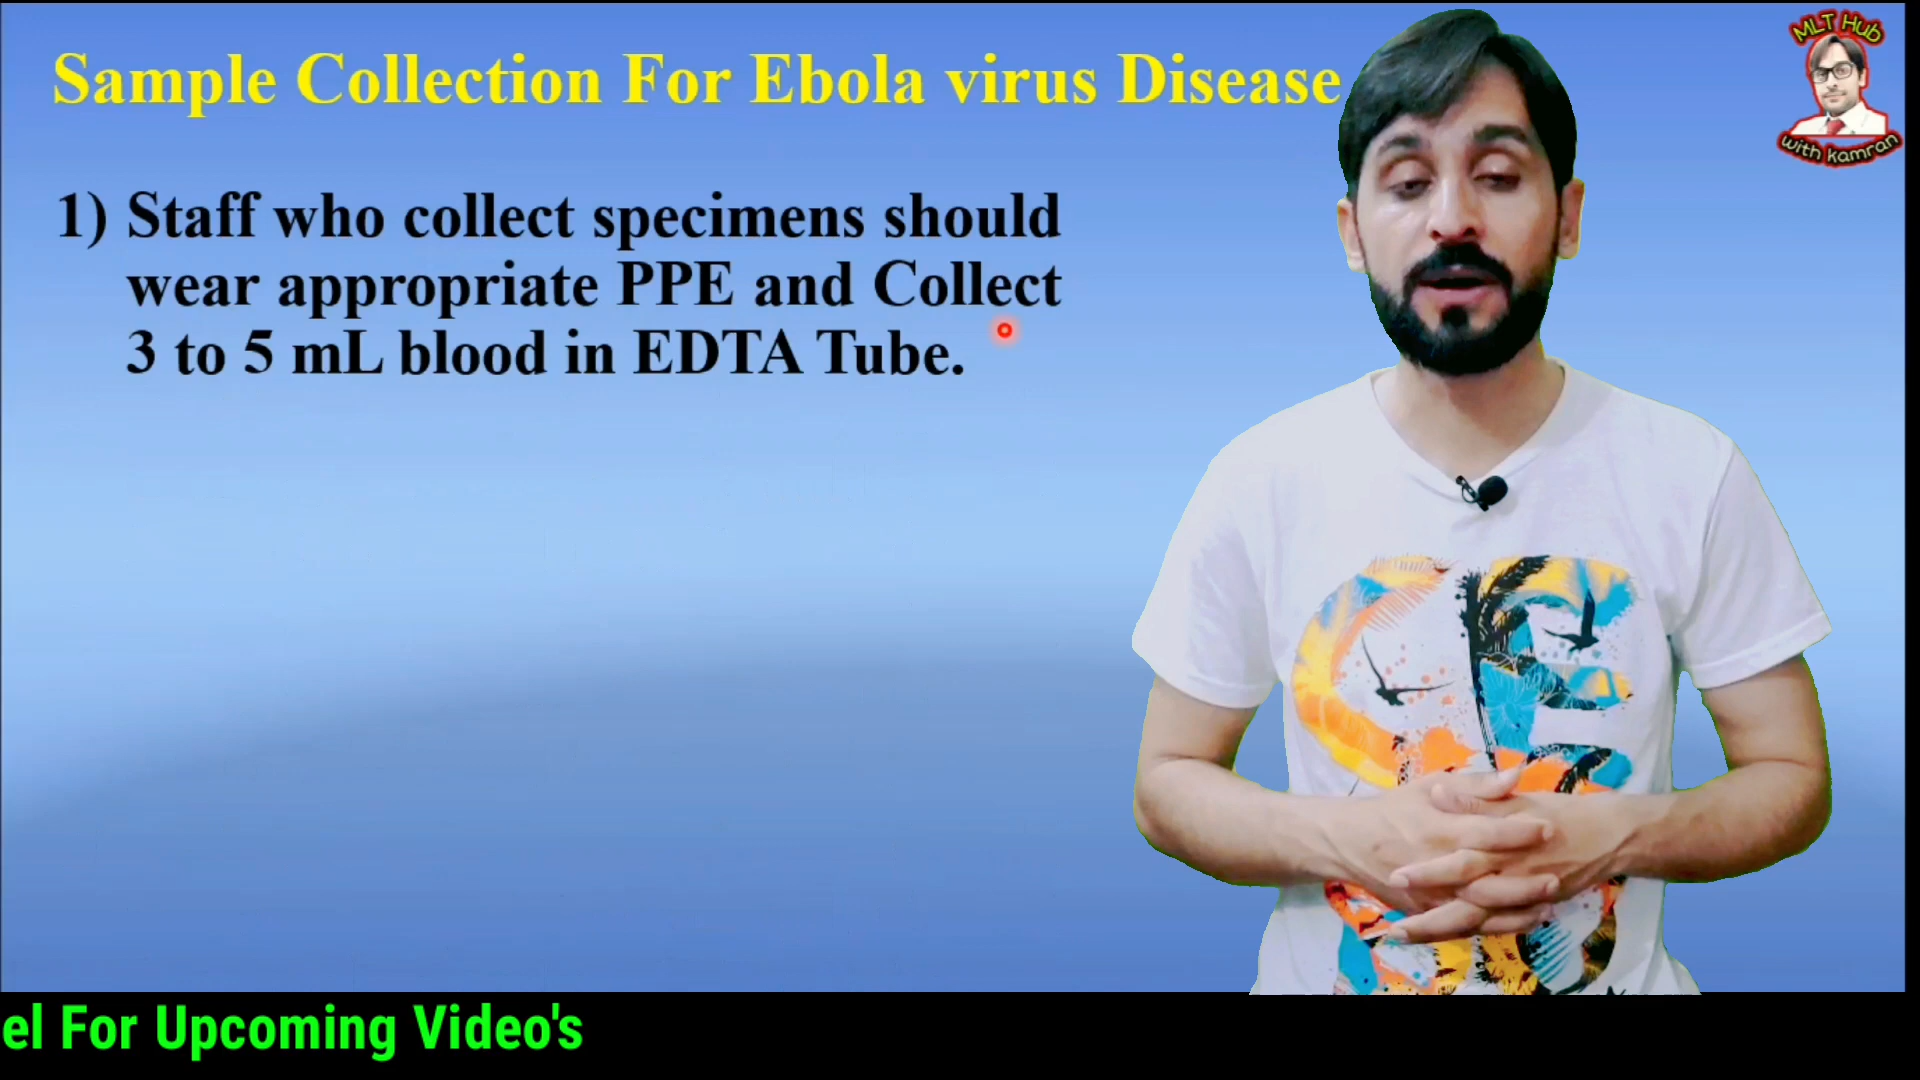 Sample Collection For Ebola virus Disease
MLT Hub
with kamran
1) Staff who collect specimens should
wear appropriate PPE and Collect
3 to 5 mL blood in EDTA Tube.
el For Upcoming Video's